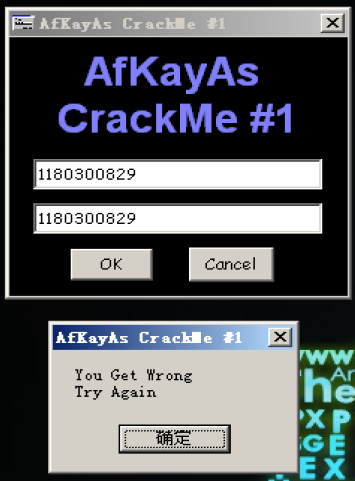 AfKayAs CrackMe #1
AfKayAs
CrackMe #1
1180300829
1180300829
OK
Cancel
AfKayAs CrackMe #1
You Get Wrong
Try Again
确定